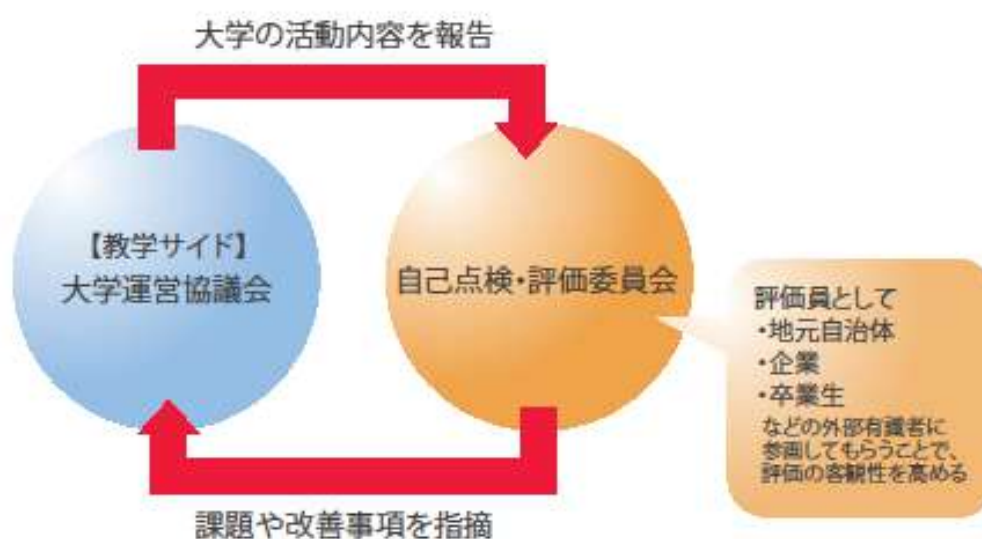 大学の活動内容を報告
【教学サイド】
大学運営協議会
自己点検・評価委員会
評価員として
・地元自治体
・企業
・卒業生
などの外部有識者に
参画してもらうことで、
評価の客観性を高める
課題や改善事項を指摘